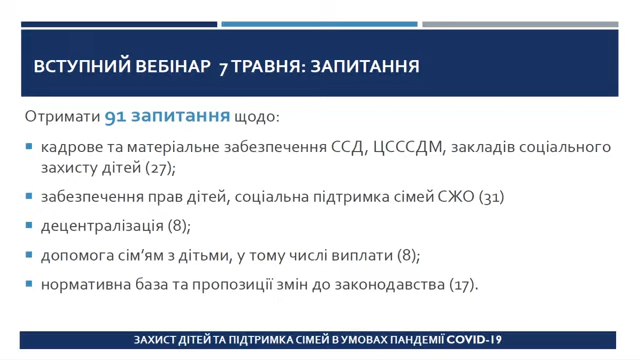 ВСТУПНИЙ ВЕБІНАР 7 ТРАВНЯ: ЗАПИТАННЯ
Отримати 91 запитання щодо:
кадрове та матеріальне забезпечення ССД, ЦСССДМ, закладів соціального
захисту дітей (27);
забезпечення прав дітей, соціальна підтримка сімей СЖО (31)
децентралізація (8);
допомога сім’ям з дітьми, у тому числі виплати (8);
нормативна база та пропозиції змін до законодавства (17).
ЗАХИСТ ДІТЕЙ ТА ПІДТРИМКА СІМЕЙ В УМОВАХ ПАНДЕМІЇ COVID-19